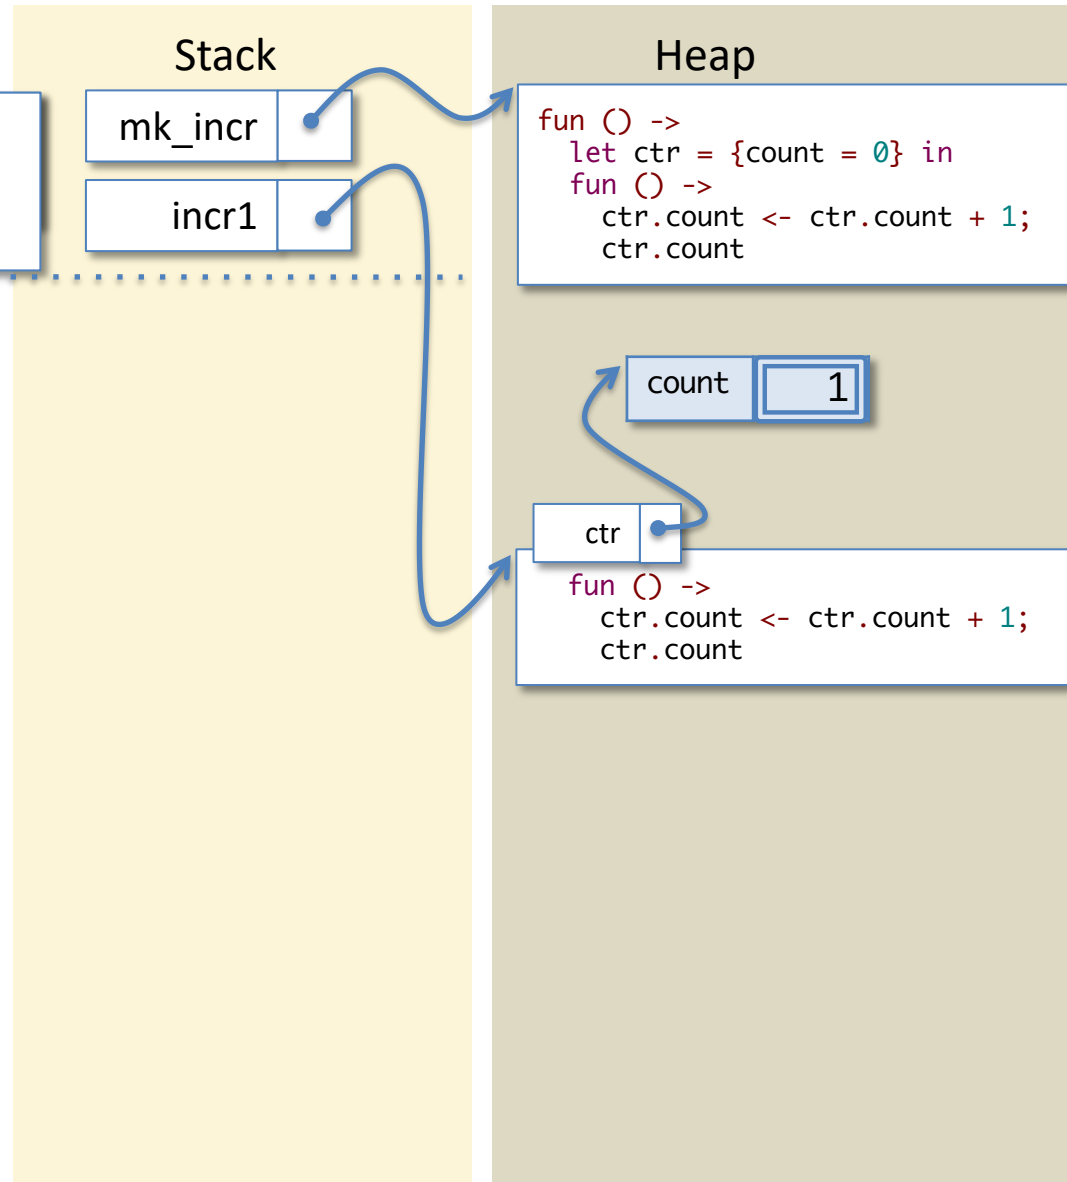 Stack
Heap
mk_incr
incr1
fun () ->
let ctr = {count = 0} in
fun () ->
ctr.count <- ctr.count + 1;
ctr.count
count 1
ctr
fun () ->
ctr.count <- ctr.count + 1;
ctr.count